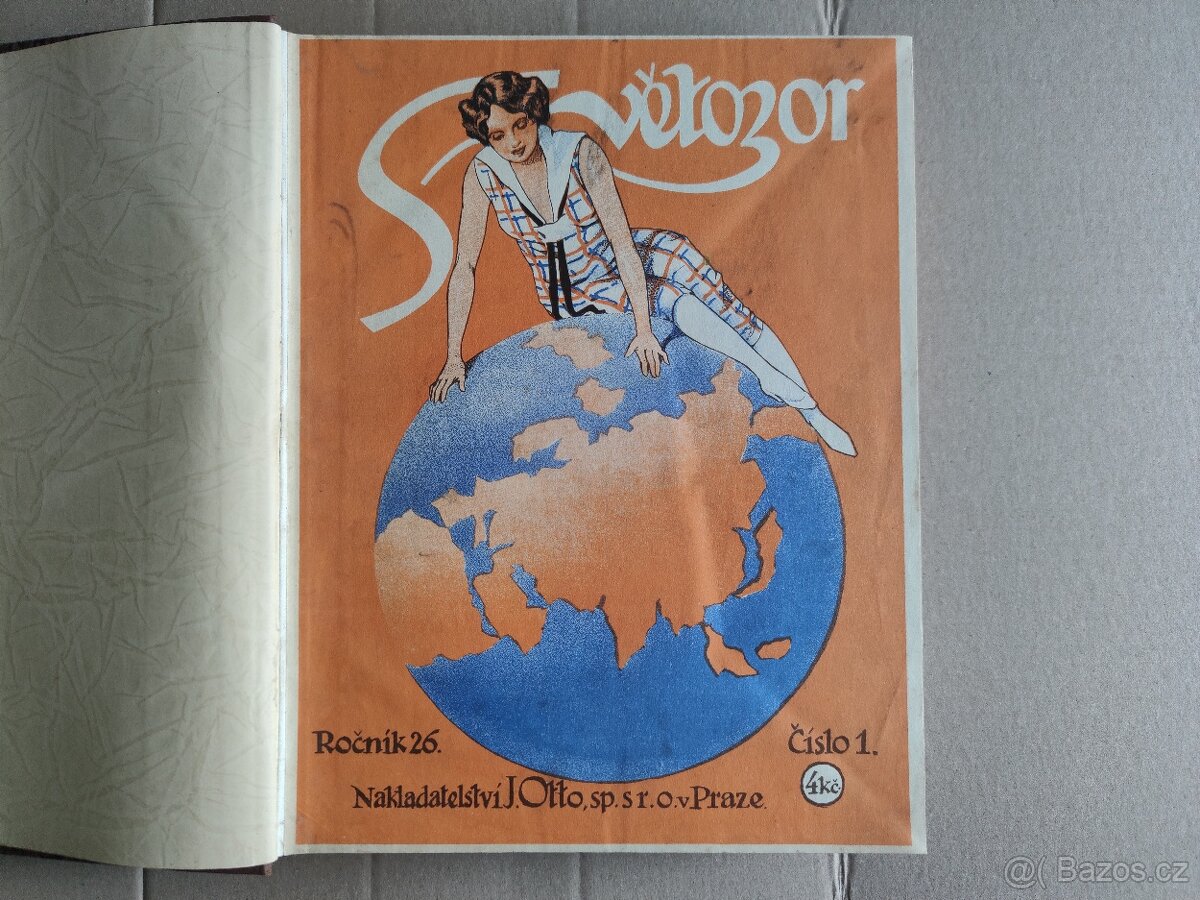 Světozor
Ročník 26.
Číslo 1.
4kč
Nakladatelství J. Otto, sp. s r. o. v Praze.
@( Bazos.cz